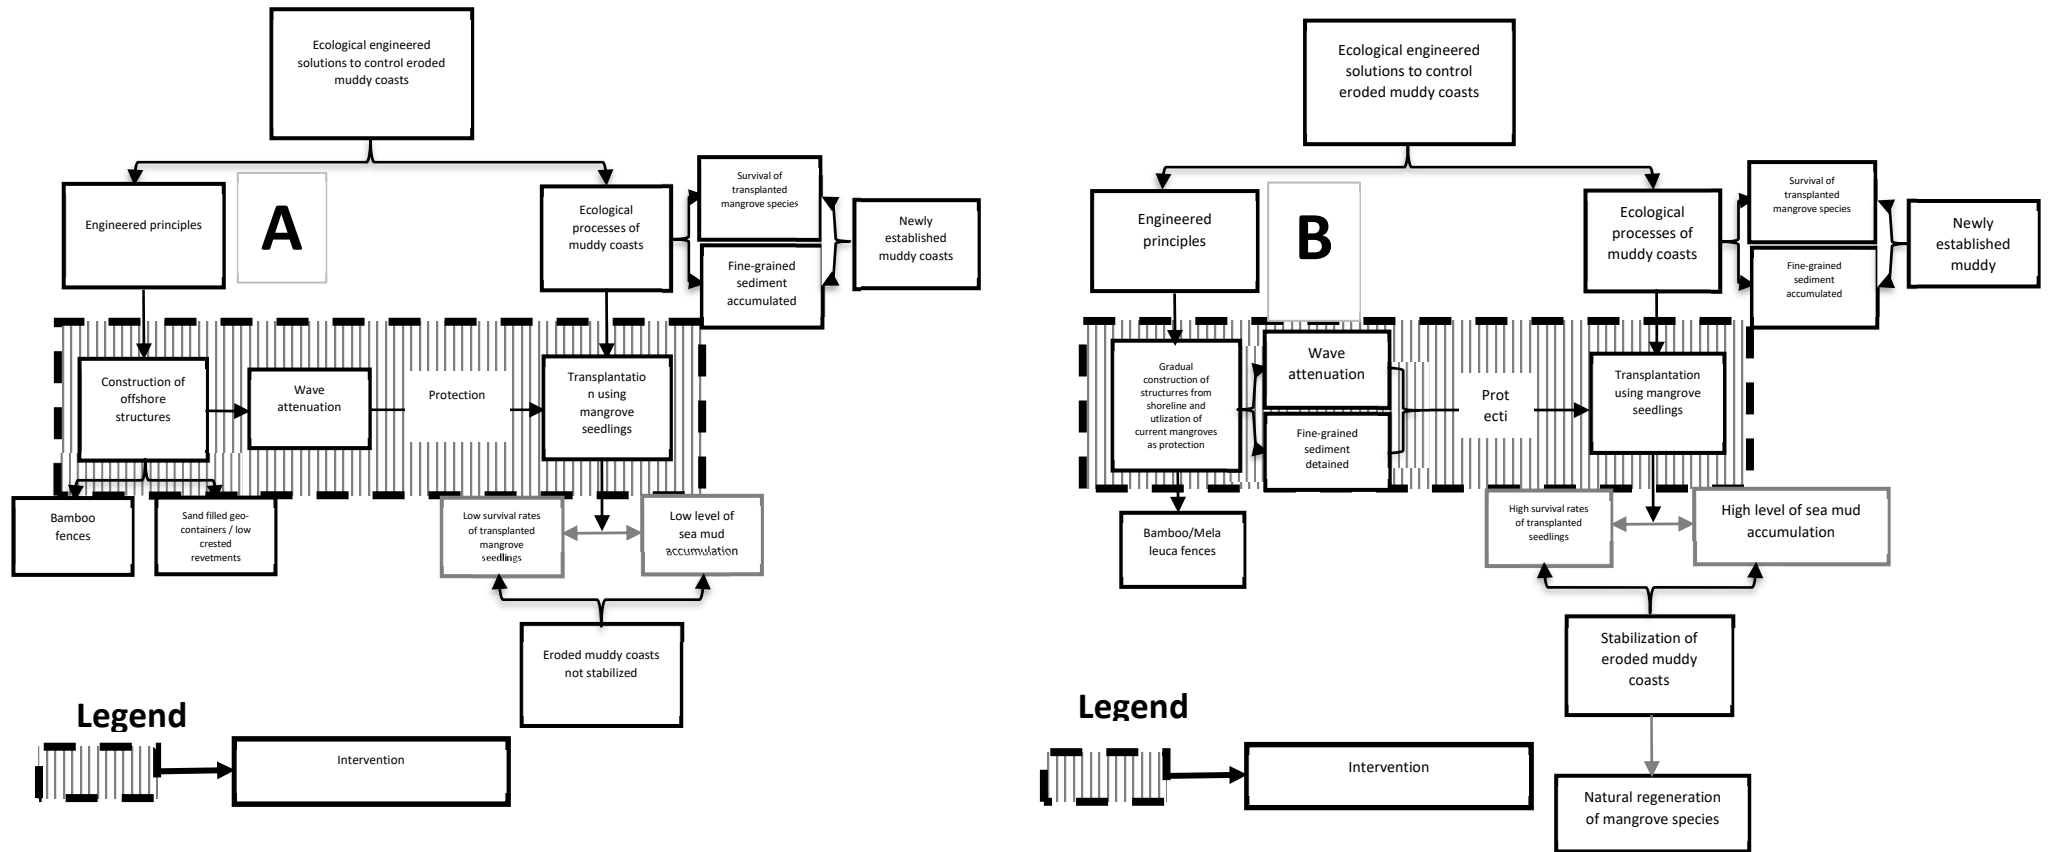 Ecological engineered
solutions to control eroded
muddy coasts
Engineered principles
A
Ecological
processes of
muddy coasts
Survival of
transplanted
mangrove species
Fine-grained
sediment
accumulated
Newly
established
muddy coasts
Construction of
offshore
structures
Wave
attenuation
Protection
Transplantatio
n using
mangrove
seedlings
Bamboo
fences
Sand filled geo-
containers / low
crested
revetments
Low survival rates
of transplanted
mangrove
seedlings
Low level of
sea mud
accumulation
Eroded muddy coasts
not stabilized
Legend
Intervention
Ecological engineered
solutions to control
eroded muddy coasts
Engineered
principles
B
Ecological
processes of
muddy coasts
Survival of
transplanted
mangrove species
Fine-grained
sediment
accumulated
Newly
established
muddy
Gradual
construction of
structurres from
shoreline and
utlization of
current mangroves
as protection
Wave
attenuation
Fine-grained
sediment
detained
Prot
ecti
Transplantation
using mangrove
seedlings
Bamboo/Mela
leuca fences
High survival rates
of transplanted
seedlings
High level of sea mud
accumulation
Stabilization of
eroded muddy
coasts
Natural regeneration
of mangrove species
Legend
Intervention